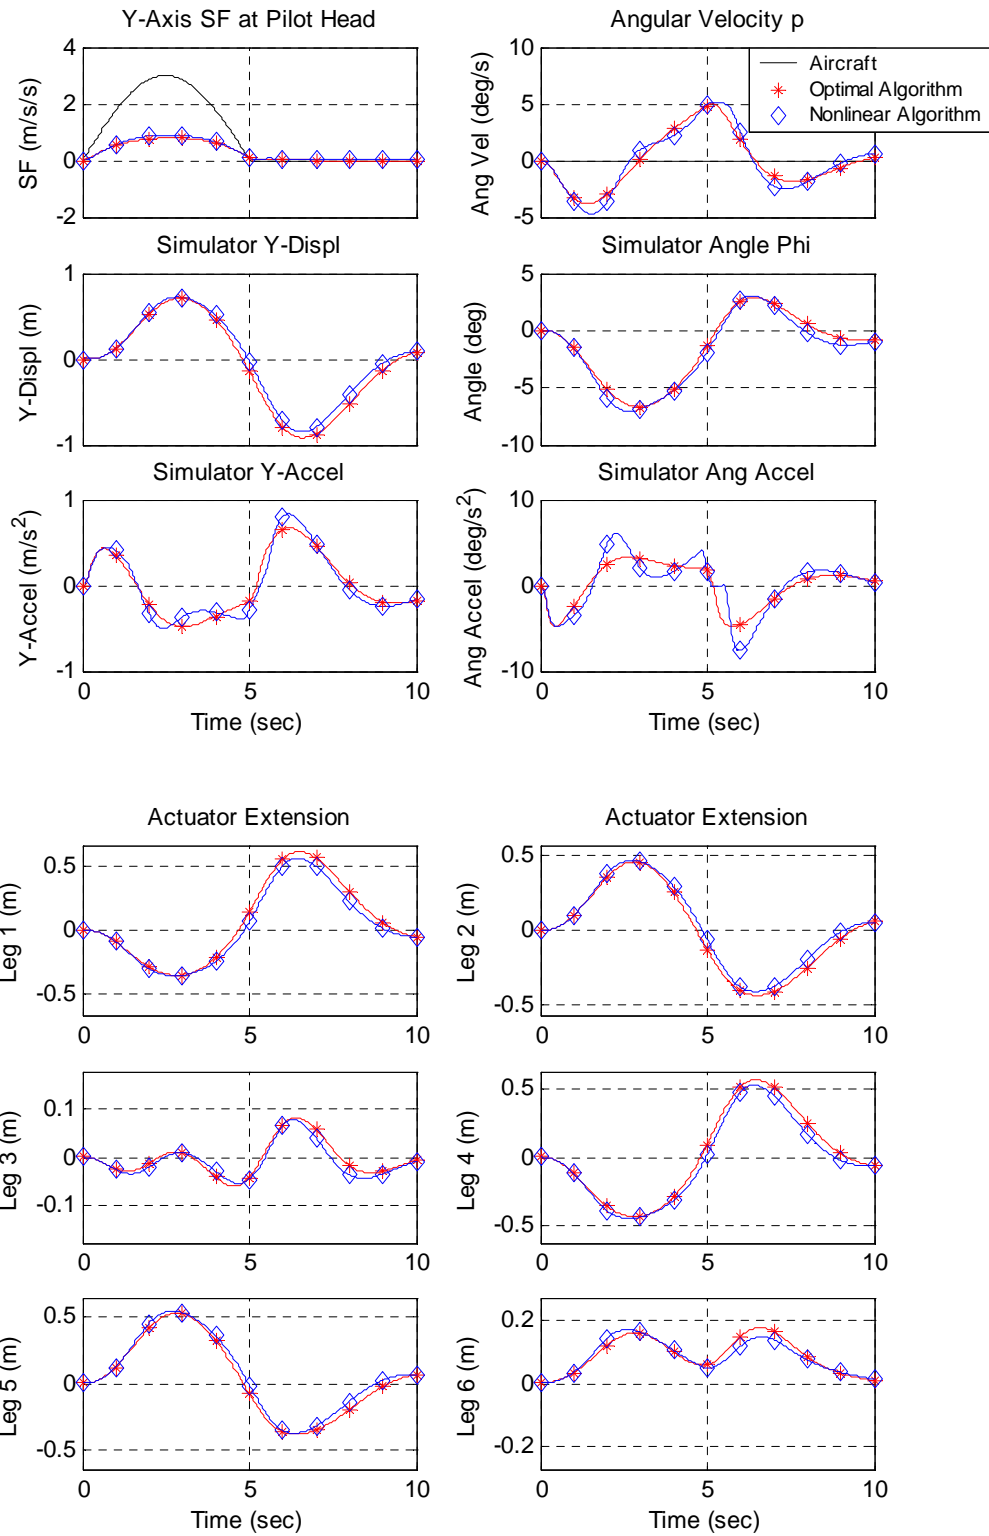 Y-Axis SF at Pilot Head
Angular Velocity p
SF (m/s/s)
4
2
0
-2
Ang Vel (deg/s)
10
5
0
-5
Aircraft
Optimal Algorithm
Nonlinear Algorithm
Simulator Y-Displ
Simulator Angle Phi
Y-Displ (m)
1
0
-1
Angle (deg)
5
0
-5
-10
Simulator Y-Accel
Simulator Ang Accel
Y-Accel (m/s²)
1
0
-1
0 5 10
Time (sec)
Ang Accel (deg/s²)
10
0
-10
0 5 10
Time (sec)
Actuator Extension
Actuator Extension
Leg 1 (m)
0.5
0
-0.5
0 5 10
Leg 2 (m)
0.5
0
-0.5
0 5 10
Leg 3 (m)
0.1
0
-0.1
0 5 10
Leg 4 (m)
0.5
0
-0.5
0 5 10
Leg 5 (m)
0.5
0
-0.5
0 5 10
Time (sec)
Leg 6 (m)
0.2
0
-0.2
0 5 10
Time (sec)